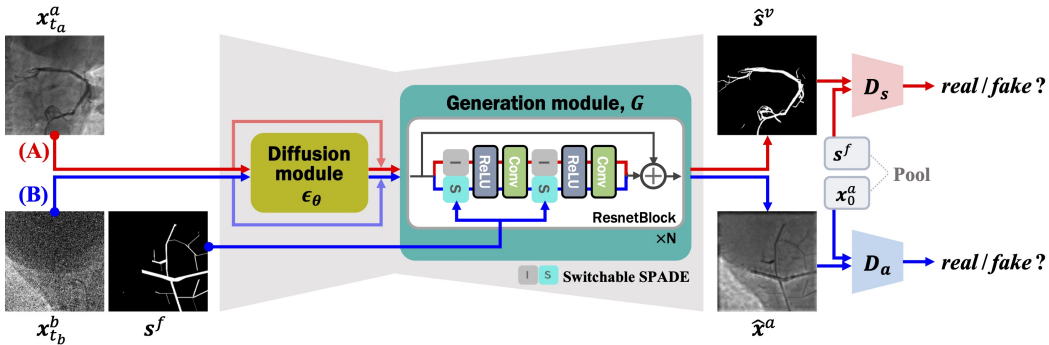 x^a_{t_a}
(A)
(B)
x^b_{t_b}
s^f
Diffusion
module
ϵ_θ
Generation module, G
I
S
ReLU
Conv
I
S
ReLU
Conv
ResnetBlock
×N
I S Switchable SPADE
ŝ^v
x̂^a
D_s
real/fake?
s^f
x^a_0
Pool
D_a
real/fake?